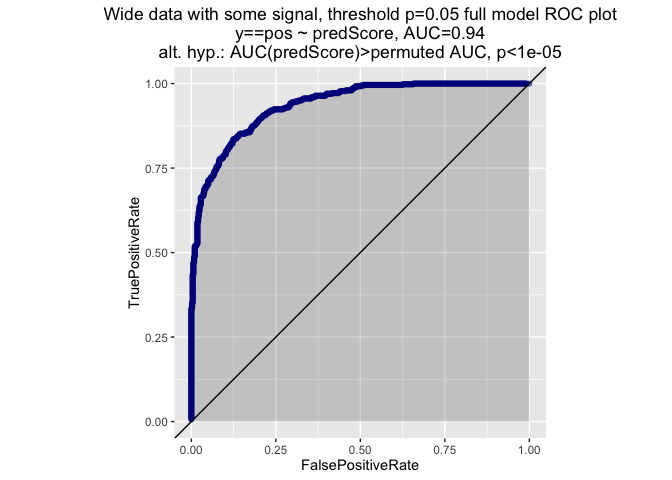 Wide data with some signal, threshold p=0.05 full model ROC plot
y==pos ~ predScore, AUC=0.94
alt. hyp.: AUC(predScore)>permuted AUC, p<1e-05
1.00
0.75
0.50
0.25
0.00
TruePositiveRate
0.00 0.25 0.50 0.75 1.00
FalsePositiveRate